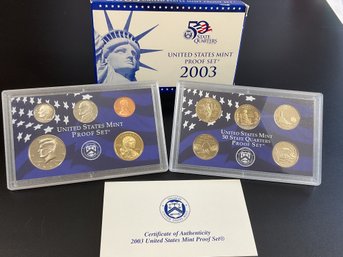 50
STATE
QUARTERS
UNITED STATES MINT
PROOF SET®
2003
UNITED STATES MINT
PROOF SET®
UNITED STATES MINT
50 STATE QUARTERS
PROOF SET®
Certificate of Authenticity
2003 United States Mint Proof Set®